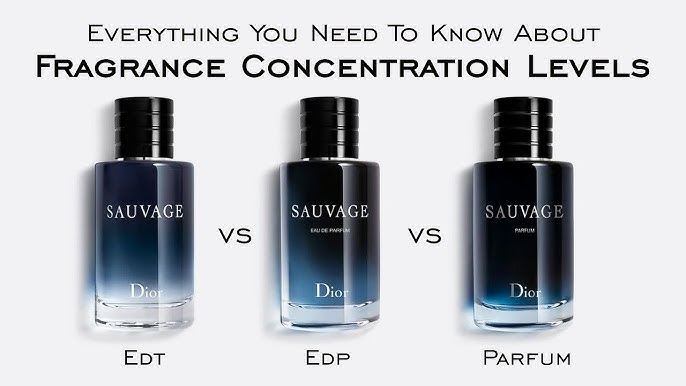 Everything You Need To Know About
Fragrance Concentration Levels
SAUVAGE
Dior
vs
SAUVAGE
EAU DE PARFUM
Dior
vs
SAUVAGE
PARFUM
Dior
Edt
Edp
Parfum